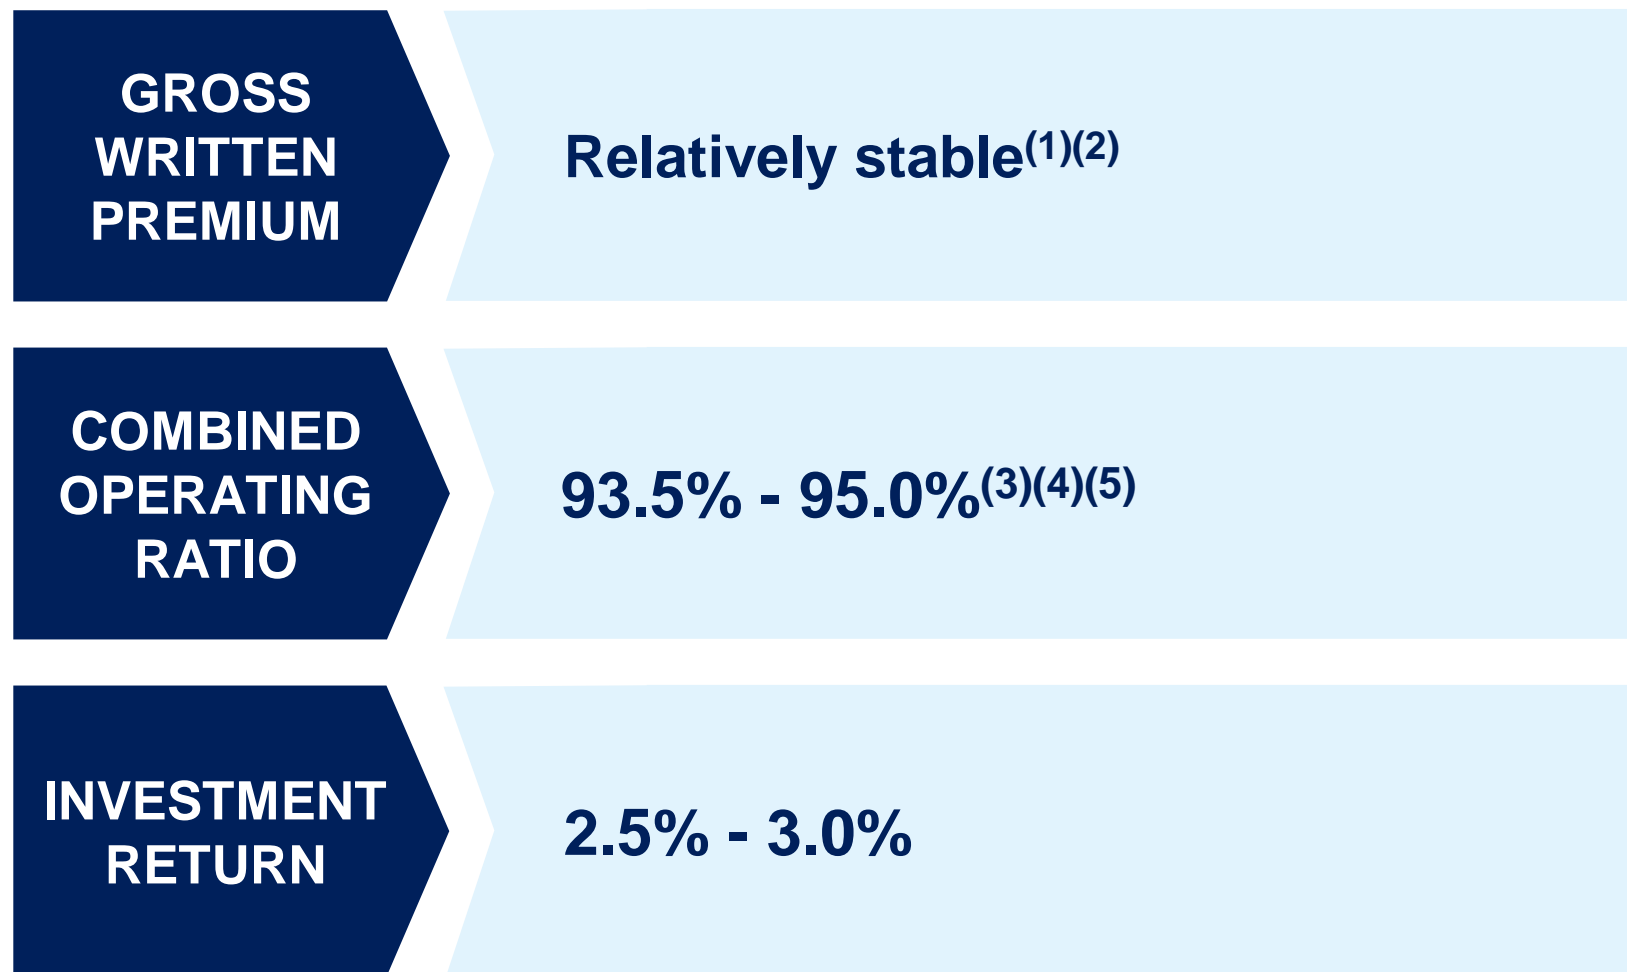 GROSS
WRITTEN
PREMIUM
Relatively stable(1)(2)
COMBINED
OPERATING
RATIO
93.5% - 95.0%(3)(4)(5)
INVESTMENT
RETURN
2.5% - 3.0%